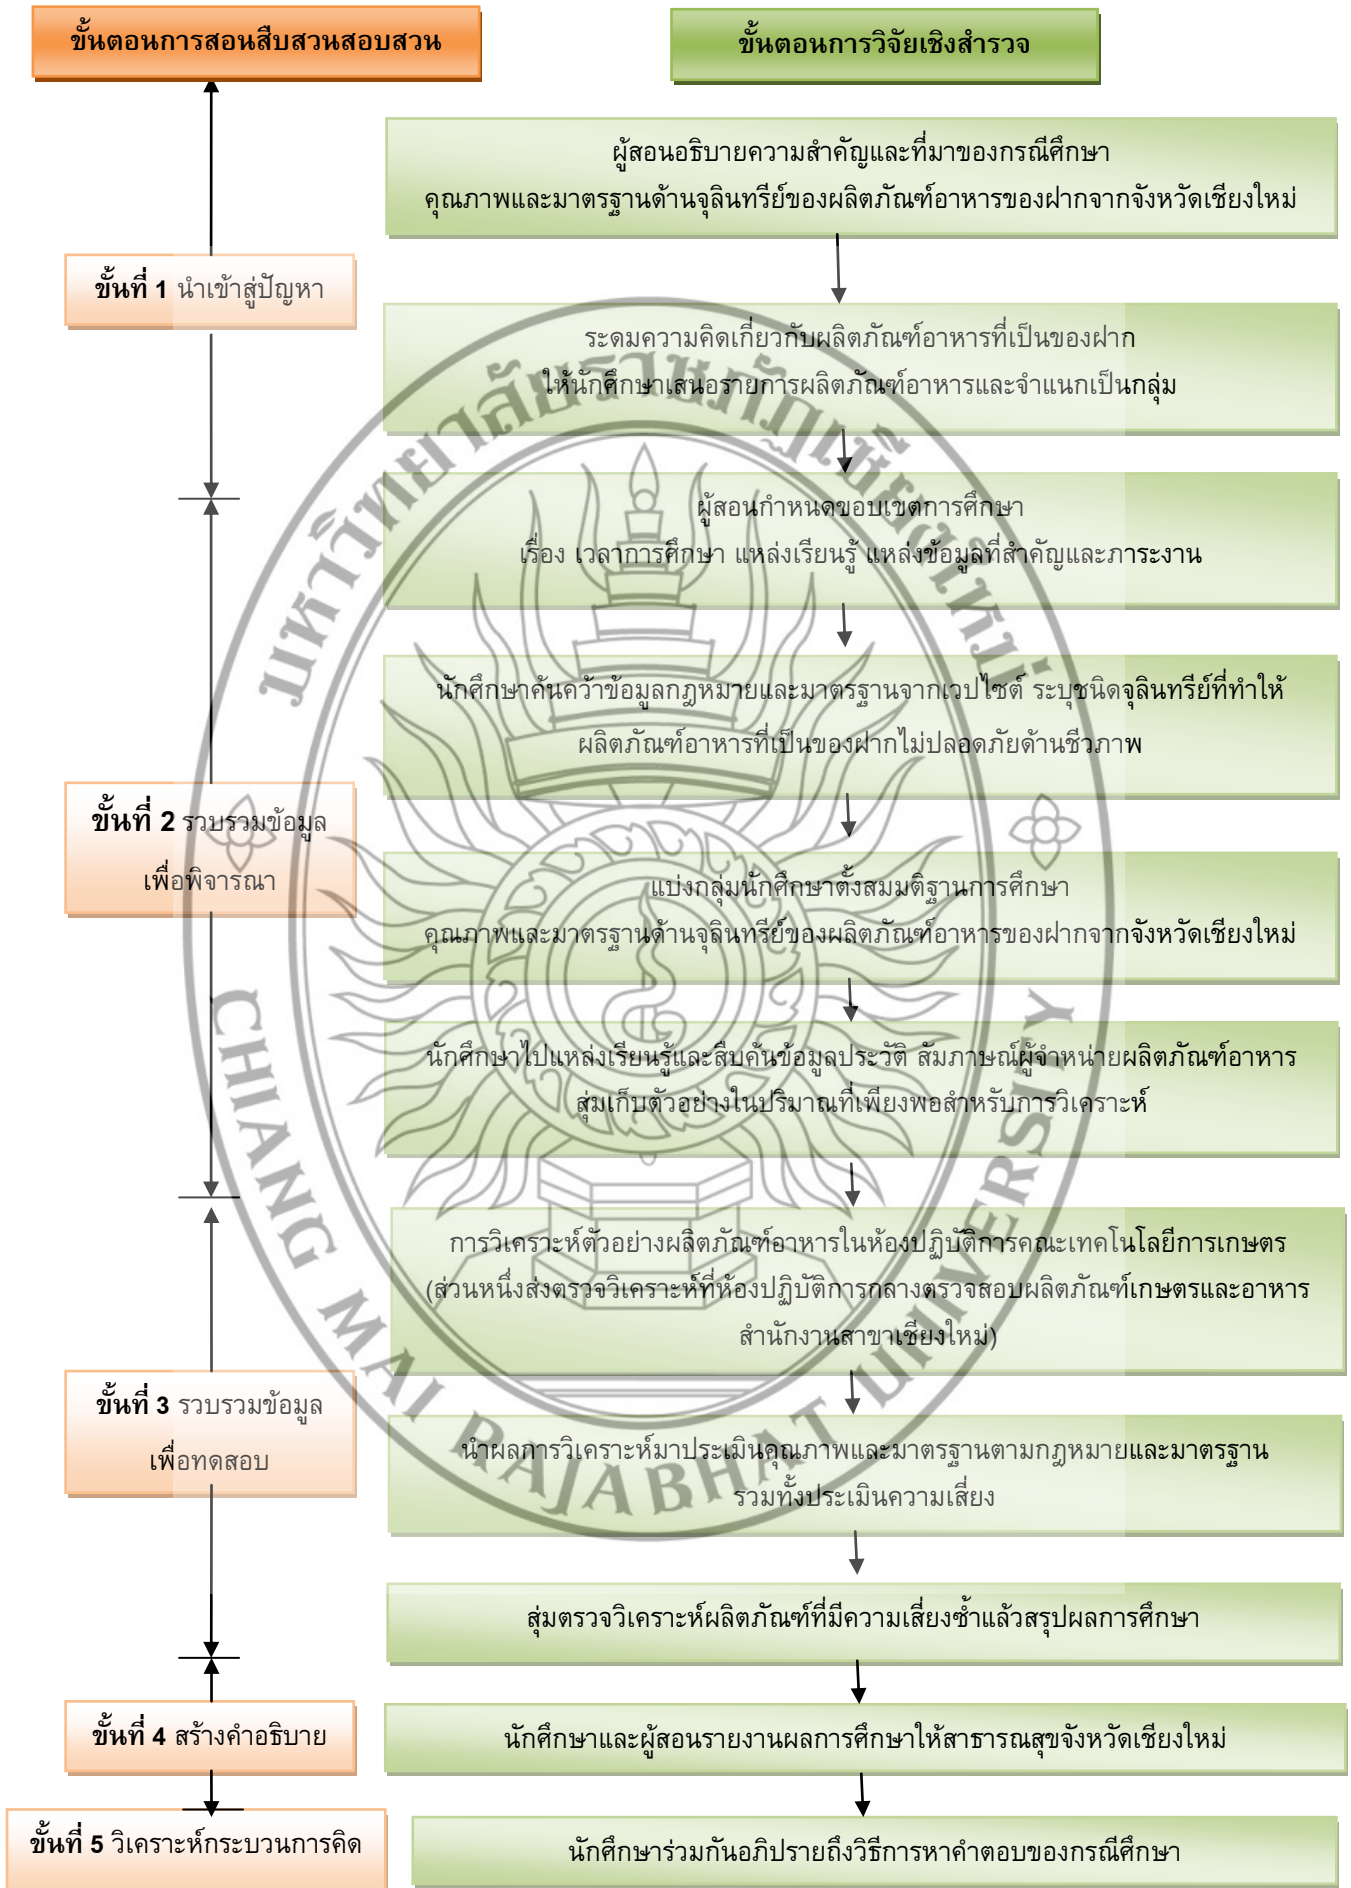 ขั้นตอนการสอนสืบสวนสอบสวน
ขั้นตอนการวิจัยเชิงสำรวจ
ผู้สอนอธิบายความสำคัญและที่มาของกรณีศึกษา
คุณภาพและมาตรฐานด้านจุลินทรีย์ของผลิตภัณฑ์อาหารของฝากจากจังหวัดเชียงใหม่
ขั้นที่ 1 นำเข้าสู่ปัญหา
ระดมความคิดเกี่ยวกับผลิตภัณฑ์อาหารที่เป็นของฝาก
ให้นักศึกษาเสนอรายการผลิตภัณฑ์อาหารและจำแนกเป็นกลุ่ม
ผู้สอนกำหนดขอบเขตการศึกษา
เรื่อง เวลาการศึกษา แหล่งเรียนรู้ แหล่งข้อมูลที่สำคัญและภาระงาน
นักศึกษาค้นคว้าข้อมูลกฎหมายและมาตรฐานจากเวปไซต์ ระบุชนิดจุลินทรีย์ที่ทำให้
ผลิตภัณฑ์อาหารที่เป็นของฝากไม่ปลอดภัยด้านชีวภาพ
ขั้นที่ 2 รวบรวมข้อมูล
เพื่อพิจารณา
แบ่งกลุ่มนักศึกษาตั้งสมมติฐานการศึกษา
คุณภาพและมาตรฐานด้านจุลินทรีย์ของผลิตภัณฑ์อาหารของฝากจากจังหวัดเชียงใหม่
นักศึกษาไปแหล่งเรียนรู้และสืบค้นข้อมูลประวัติ สัมภาษณ์ผู้จำหน่ายผลิตภัณฑ์อาหาร
สุ่มเก็บตัวอย่างในปริมาณที่เพียงพอสำหรับการวิเคราะห์
การวิเคราะห์ตัวอย่างผลิตภัณฑ์อาหารในห้องปฏิบัติการคณะเทคโนโลยีการเกษตร
(ส่วนหนึ่งส่งตรวจวิเคราะห์ที่ห้องปฏิบัติการกลางตรวจสอบผลิตภัณฑ์เกษตรและอาหาร
สำนักงานสาขาเชียงใหม่)
ขั้นที่ 3 รวบรวมข้อมูล
เพื่อทดสอบ
นำผลการวิเคราะห์มาประเมินคุณภาพและมาตรฐานตามกฎหมายและมาตรฐาน
รวมทั้งประเมินความเสี่ยง
สุ่มตรวจวิเคราะห์ผลิตภัณฑ์ที่มีความเสี่ยงซ้ำแล้วสรุปผลการศึกษา
ขั้นที่ 4 สร้างคำอธิบาย
นักศึกษาและผู้สอนรายงานผลการศึกษาให้สาธารณสุขจังหวัดเชียงใหม่
ขั้นที่ 5 วิเคราะห์กระบวนการคิด
นักศึกษาร่วมกันอภิปรายถึงวิธีการหาคำตอบของกรณีศึกษา
มหาวิทยาลัยราชภัฏเชียงใหม่
CHIANG MAI RAJABHAT UNIVERSITY